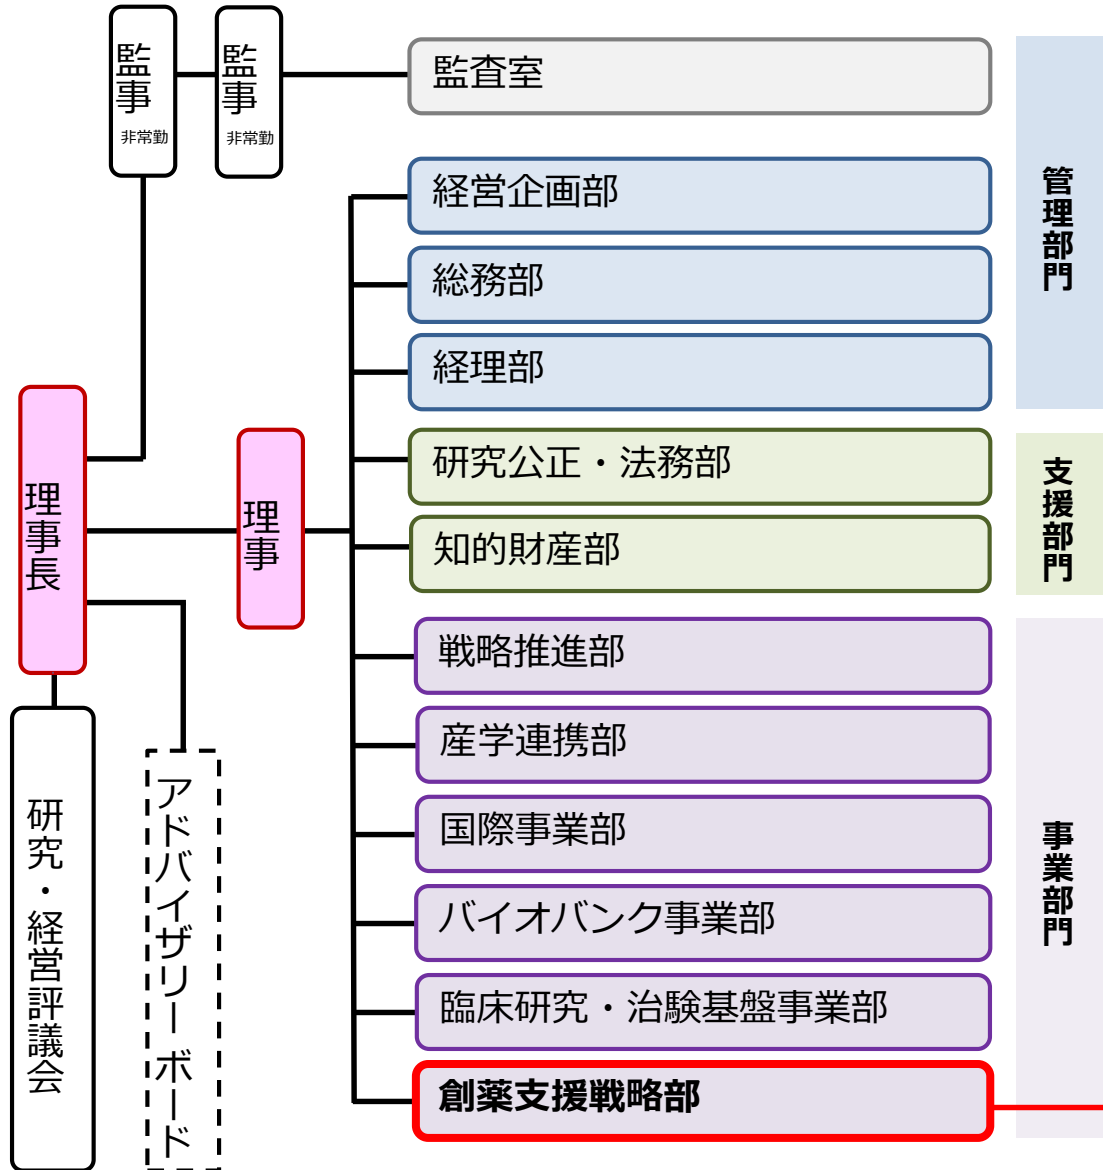 監事
非常勤
監事
非常勤
監査室
経営企画部
総務部
経理部
管理部門
理事長
理事
研究公正・法務部
知的財産部
支援部門
戦略推進部
産学連携部
国際事業部
バイオバンク事業部
臨床研究・治験基盤事業部
創薬支援戦略部
事業部門
研究・経営評議会
アドバイザリー ボード